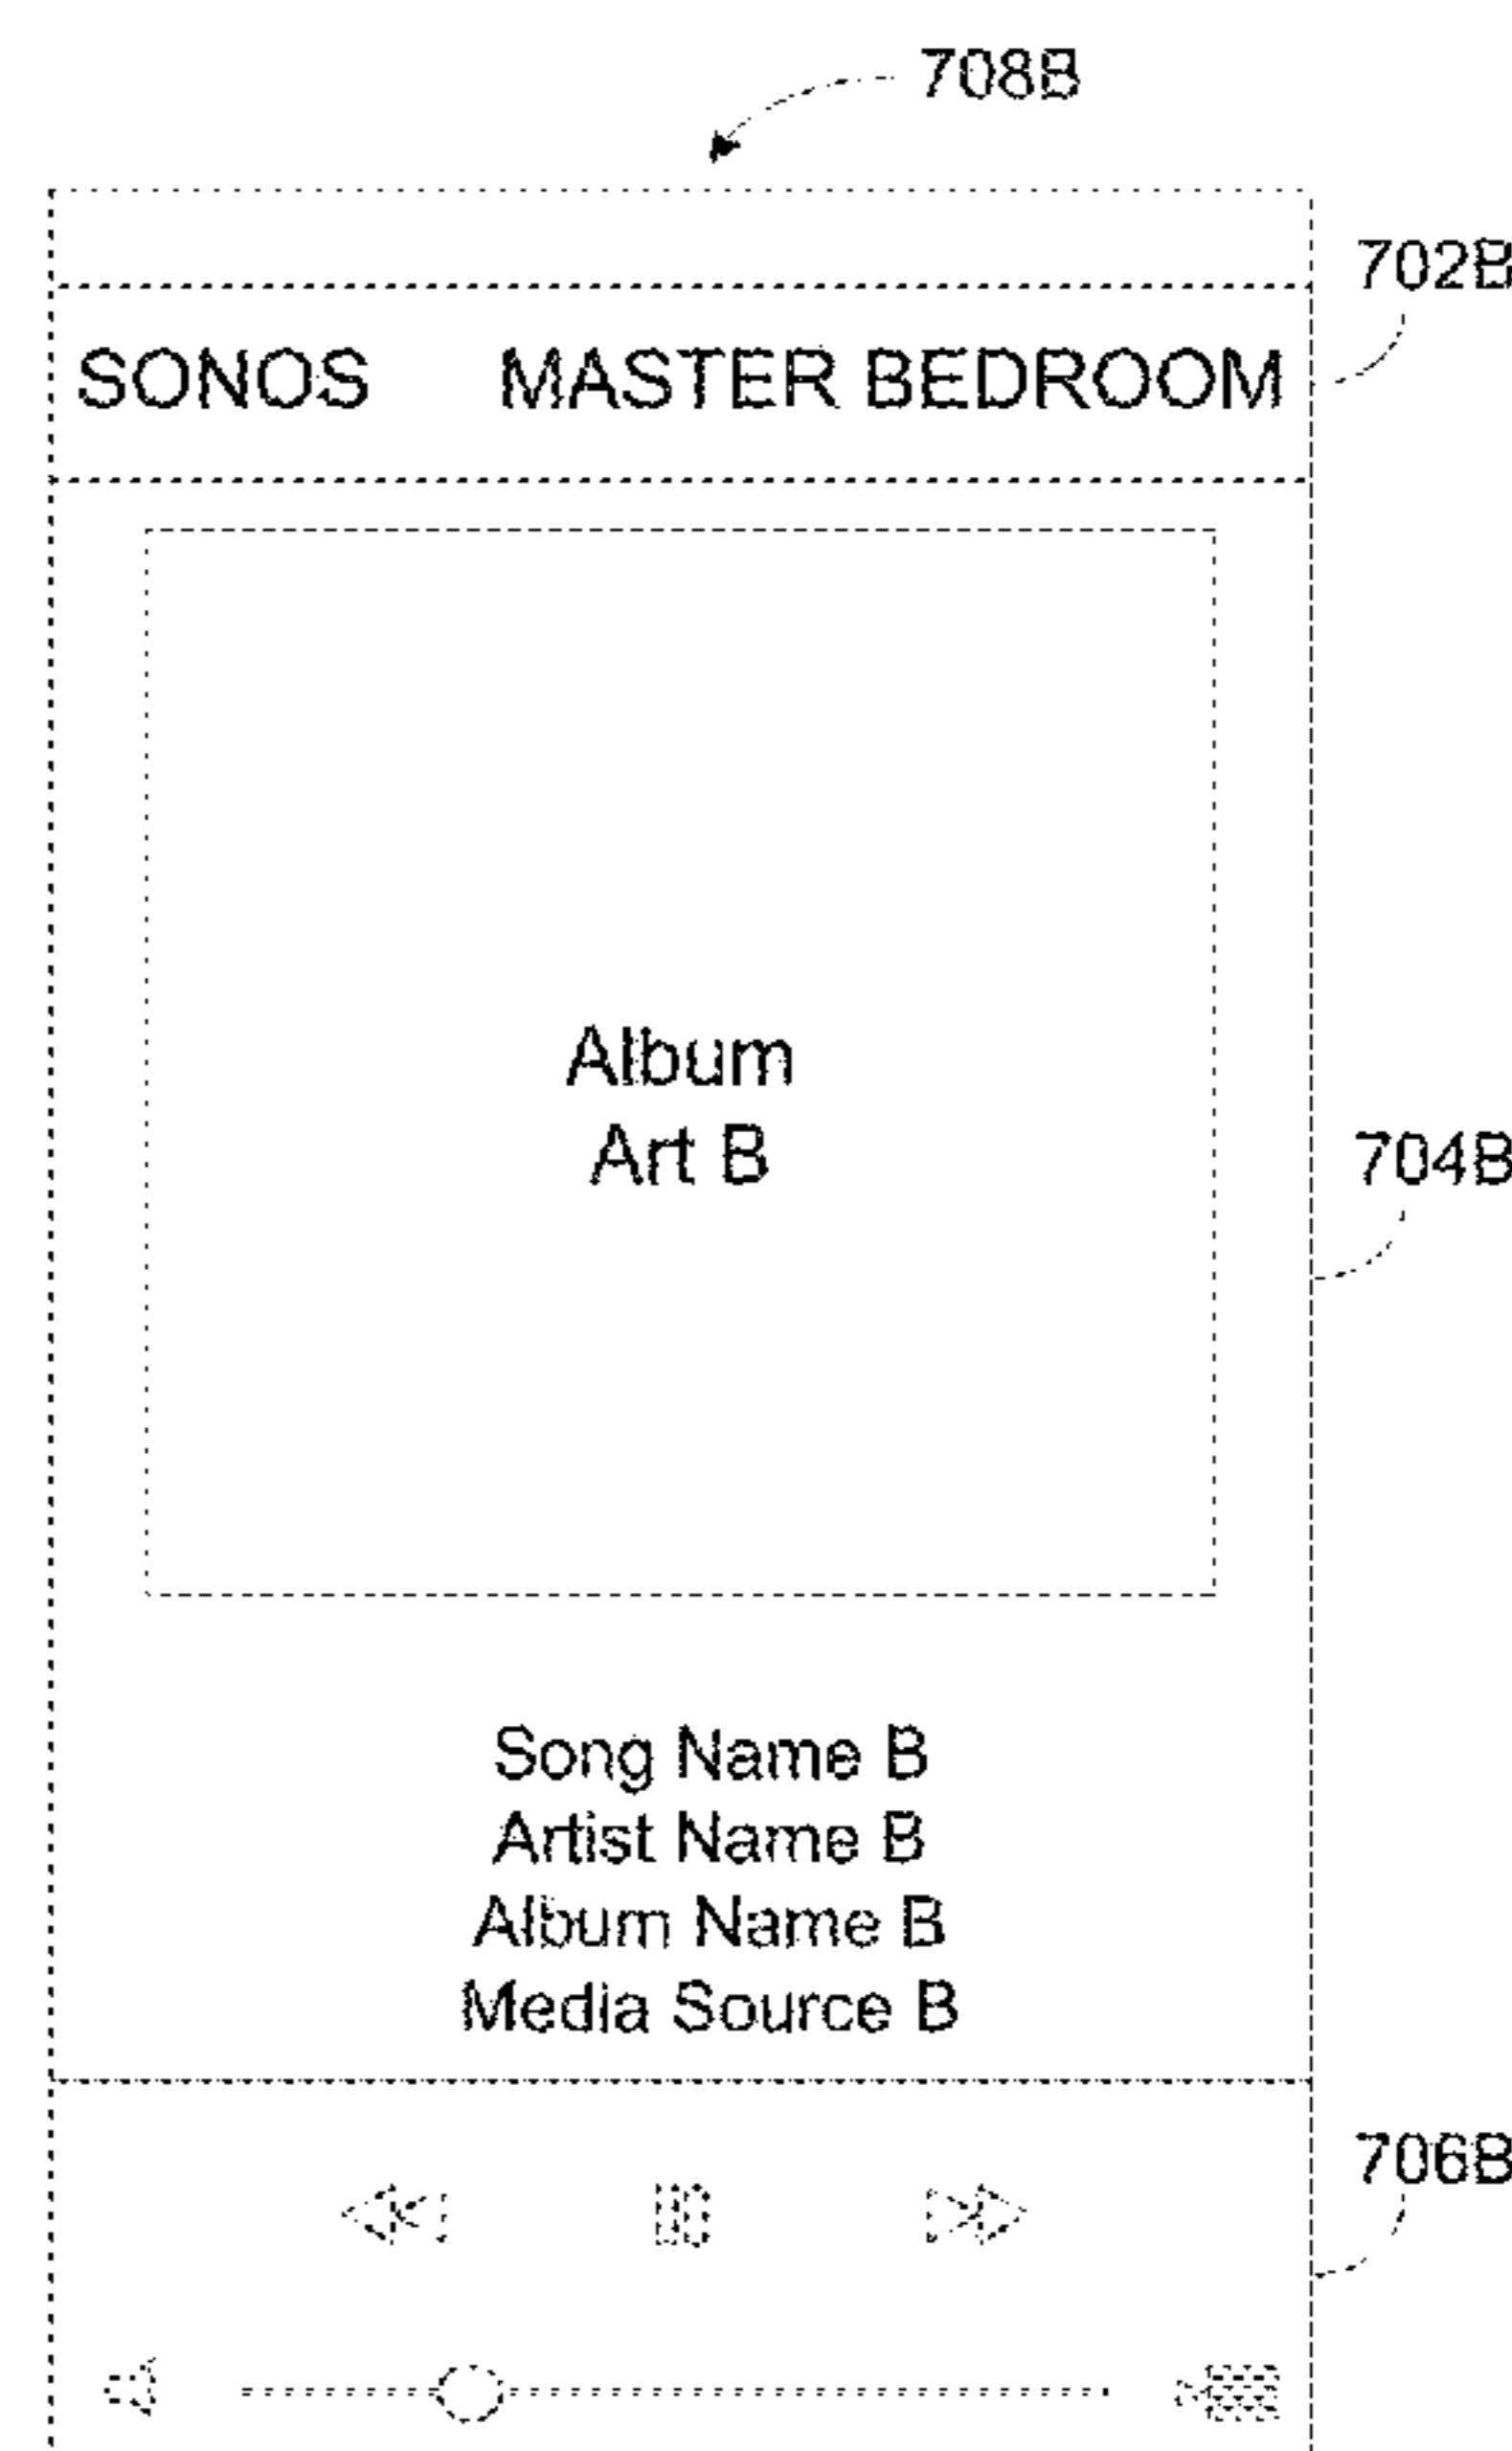 708B
702B
SONOS MASTER BEDROOM
Album
Art B
704B
Song Name B
Artist Name B
Album Name B
Media Source B
706B